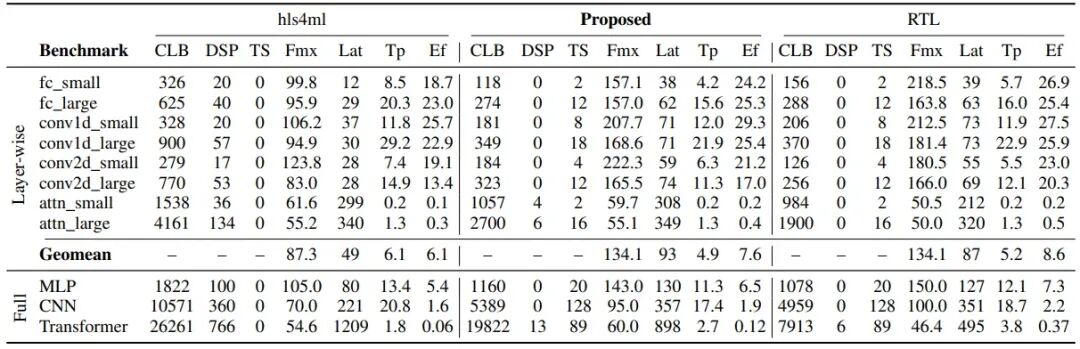 hls4ml Proposed RTL
Benchmark CLB DSP TS Fmx Lat Tp Ef CLB DSP TS Fmx Lat Tp Ef CLB DSP TS Fmx Lat Tp Ef
Layer-wise
fc_small 326 20 0 99.8 12 8.5 18.7 118 0 2 157.1 38 4.2 24.2 156 0 2 218.5 39 5.7 26.9
fc_large 625 40 0 95.9 29 20.3 23.0 274 0 12 157.0 62 15.6 25.3 288 0 12 163.8 63 16.0 25.4
conv1d_small 328 20 0 106.2 37 11.8 25.7 181 0 8 207.7 71 12.0 29.3 206 0 8 212.5 73 11.9 27.5
conv1d_large 900 57 0 94.9 30 29.2 22.9 349 0 18 168.6 71 21.9 25.4 370 0 18 181.4 73 22.9 25.9
conv2d_small 279 17 0 123.8 28 7.4 19.1 184 0 4 222.3 59 6.3 21.2 126 0 4 180.5 55 5.5 23.0
conv2d_large 770 53 0 83.0 28 14.9 13.4 323 0 12 165.5 74 11.3 17.0 256 0 12 166.0 69 12.1 20.3
attn_small 1538 36 0 61.6 299 0.2 0.1 1057 4 2 59.7 308 0.2 0.2 984 0 2 50.5 212 0.2 0.2
attn_large 4161 134 0 55.2 340 1.3 0.3 2700 6 16 55.1 349 1.3 0.4 1900 0 16 50.0 320 1.3 0.5
Geomean – – – 87.3 49 6.1 6.1 – – – 134.1 93 4.9 7.6 – – – 134.1 87 5.2 8.6
Full
MLP 1822 100 0 105.0 80 13.4 5.4 1160 0 20 143.0 130 11.3 6.5 1078 0 20 150.0 127 12.1 7.3
CNN 10571 360 0 70.0 221 20.8 1.6 5389 0 128 95.0 357 17.4 1.9 4959 0 128 100.0 351 18.7 2.2
Transformer 26261 766 0 54.6 1209 1.8 0.06 19822 13 89 60.0 898 2.7 0.12 7913 6 89 46.4 495 3.8 0.37